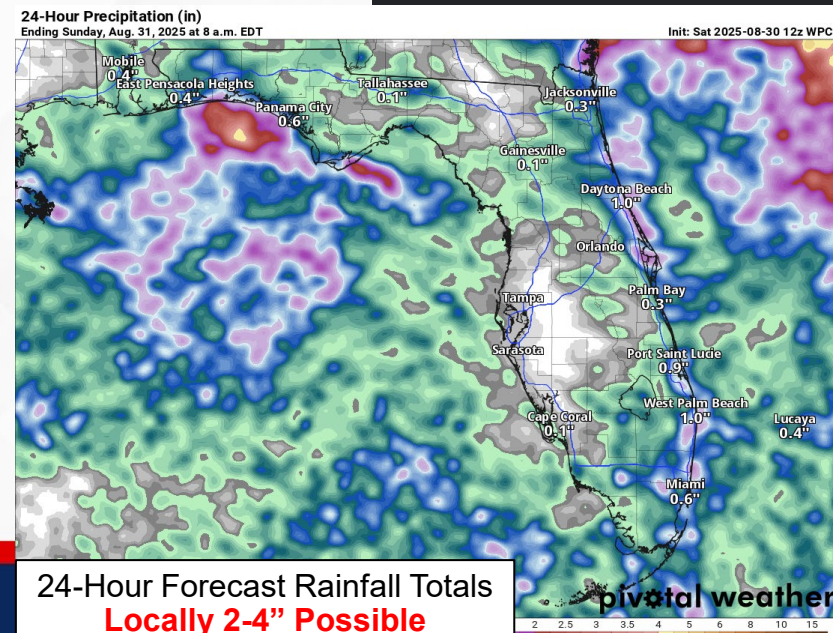 24-Hour Precipitation (in)
Ending Sunday, Aug. 31, 2025 at 8 a.m. EDT
Init: Sat 2025-08-30 12z WPC
Mobile
0.4"
East Pensacola Heights
0.4"
Panama City
0.6"
Tallahassee
0.1"
Jacksonville
0.3"
Gainesville
0.1"
Daytona Beach
1.0"
Orlando
Palm Bay
0.3"
Tampa
Sarasota
Port Saint Lucie
0.9"
West Palm Beach
1.0"
Cape Coral
0.1"
Lucaya
0.4"
Miami
0.6"
pivotal weather
2 2.5 3 3.5 4 5 6 8 10 15
24-Hour Forecast Rainfall Totals
Locally 2-4” Possible